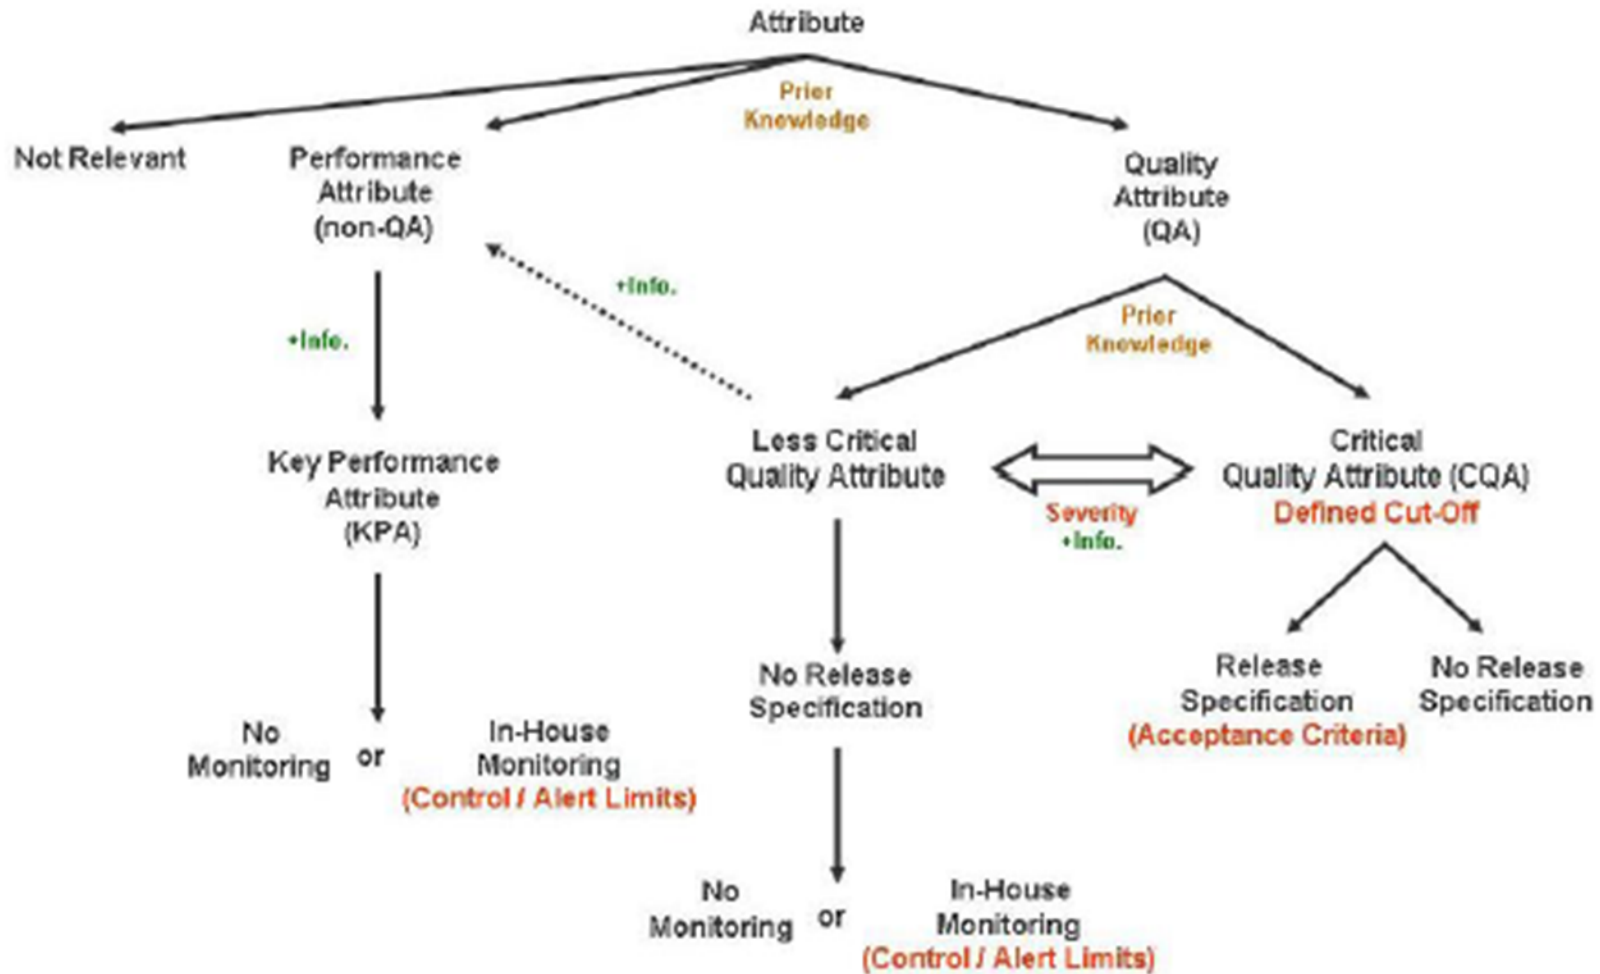 Attribute
Prior
Knowledge
Not Relevant
Performance
Attribute
(non-QA)
Quality
Attribute
(QA)
+Info.
+Info.
Prior
Knowledge
Key Performance
Attribute
(KPA)
Less Critical
Quality Attribute
Severity
+Info.
Critical
Quality Attribute (CQA)
Defined Cut-Off
No Release
Specification
Release
Specification
(Acceptance Criteria)
No Release
Specification
No
Monitoring
or
In-House
Monitoring
(Control / Alert Limits)
No
Monitoring
or
In-House
Monitoring
(Control / Alert Limits)